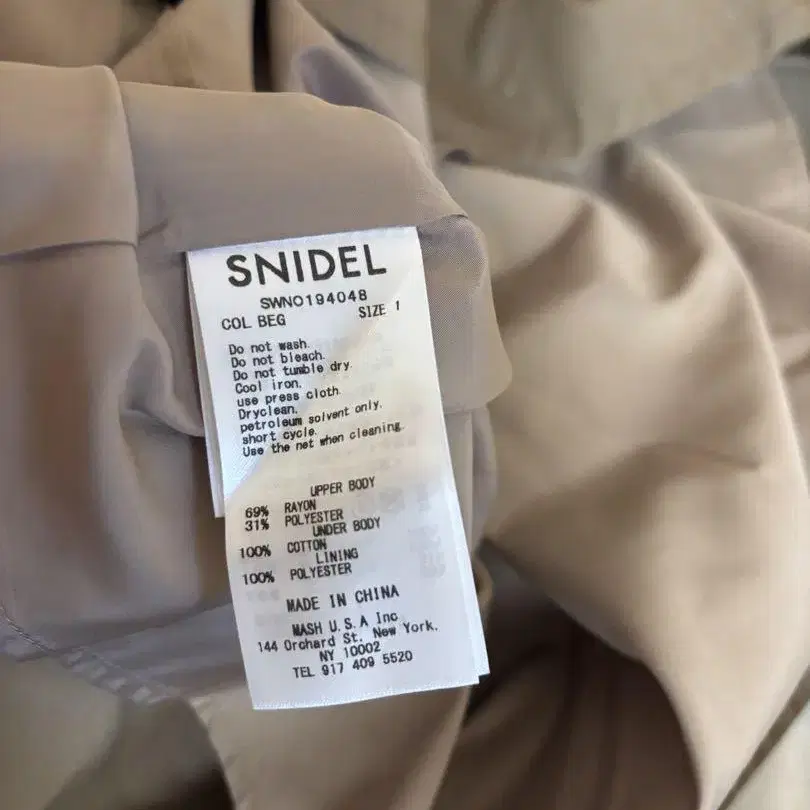 SNIDEL
SWNO194048
COL BEG SIZE 1
Do not wash.
Do not bleach.
Do not tumble dry.
Cool iron.
use press cloth.
Dryclean.
petroleum solvent only.
short cycle.
Use the net when cleaning.
UPPER BODY
69% RAYON
31% POLYESTER
UNDER BODY
100% COTTON
LINING
100% POLYESTER
MADE IN CHINA
MASH U.S.A Inc
144 Orchard St. New York.
NY 10002
TEL 917 409 5520